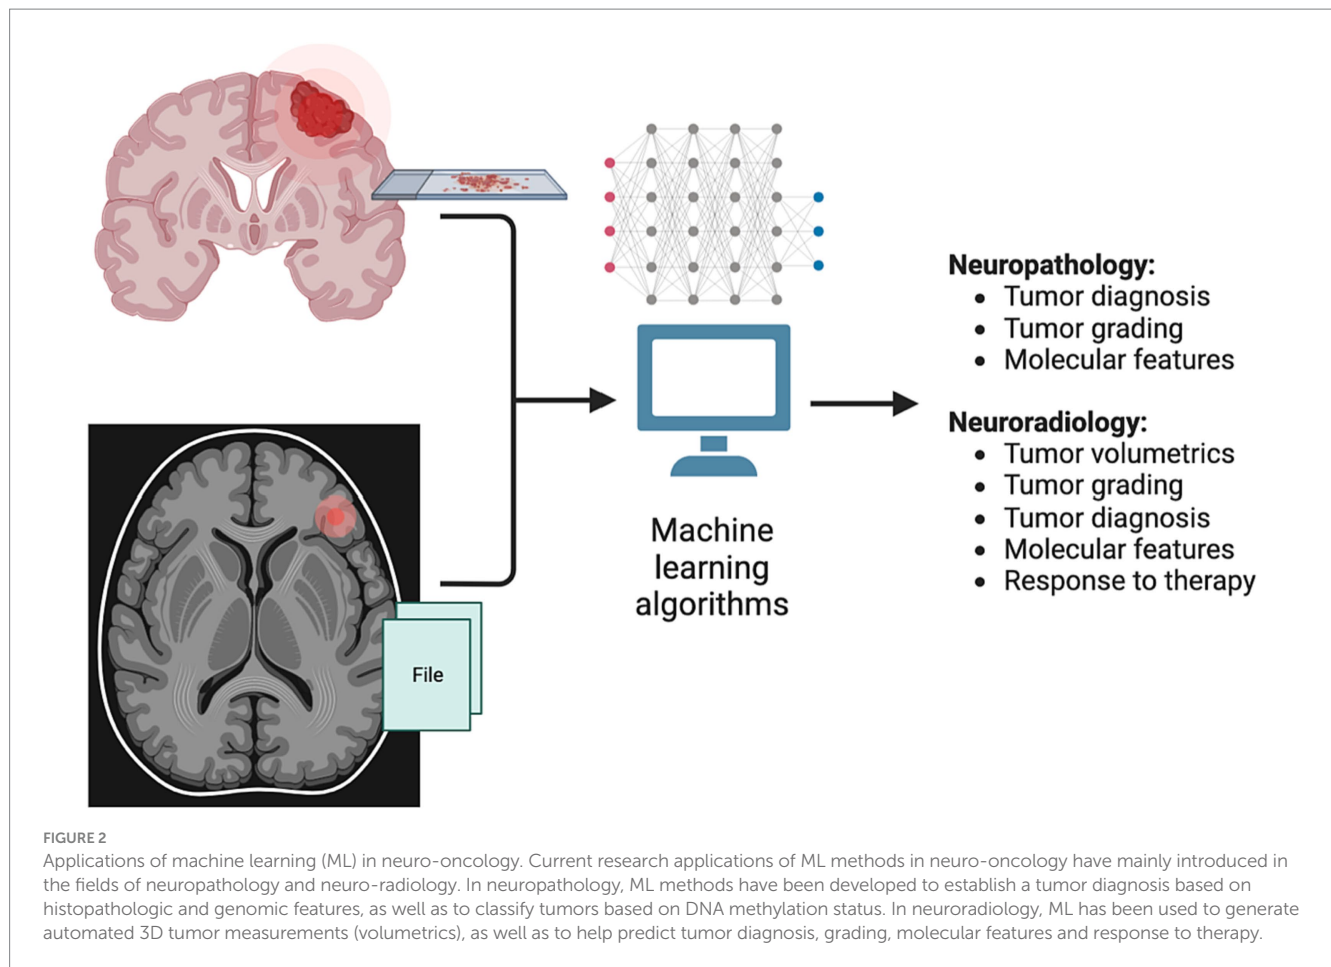 File
Machine
learning
algorithms
Neuropathology:
• Tumor diagnosis
• Tumor grading
• Molecular features
Neuroradiology:
• Tumor volumetrics
• Tumor grading
• Tumor diagnosis
• Molecular features
• Response to therapy
FIGURE 2
Applications of machine learning (ML) in neuro-oncology. Current research applications of ML methods in neuro-oncology have mainly introduced in
the fields of neuropathology and neuro-radiology. In neuropathology, ML methods have been developed to establish a tumor diagnosis based on
histopathologic and genomic features, as well as to classify tumors based on DNA methylation status. In neuroradiology, ML has been used to generate
automated 3D tumor measurements (volumetrics), as well as to help predict tumor diagnosis, grading, molecular features and response to therapy.